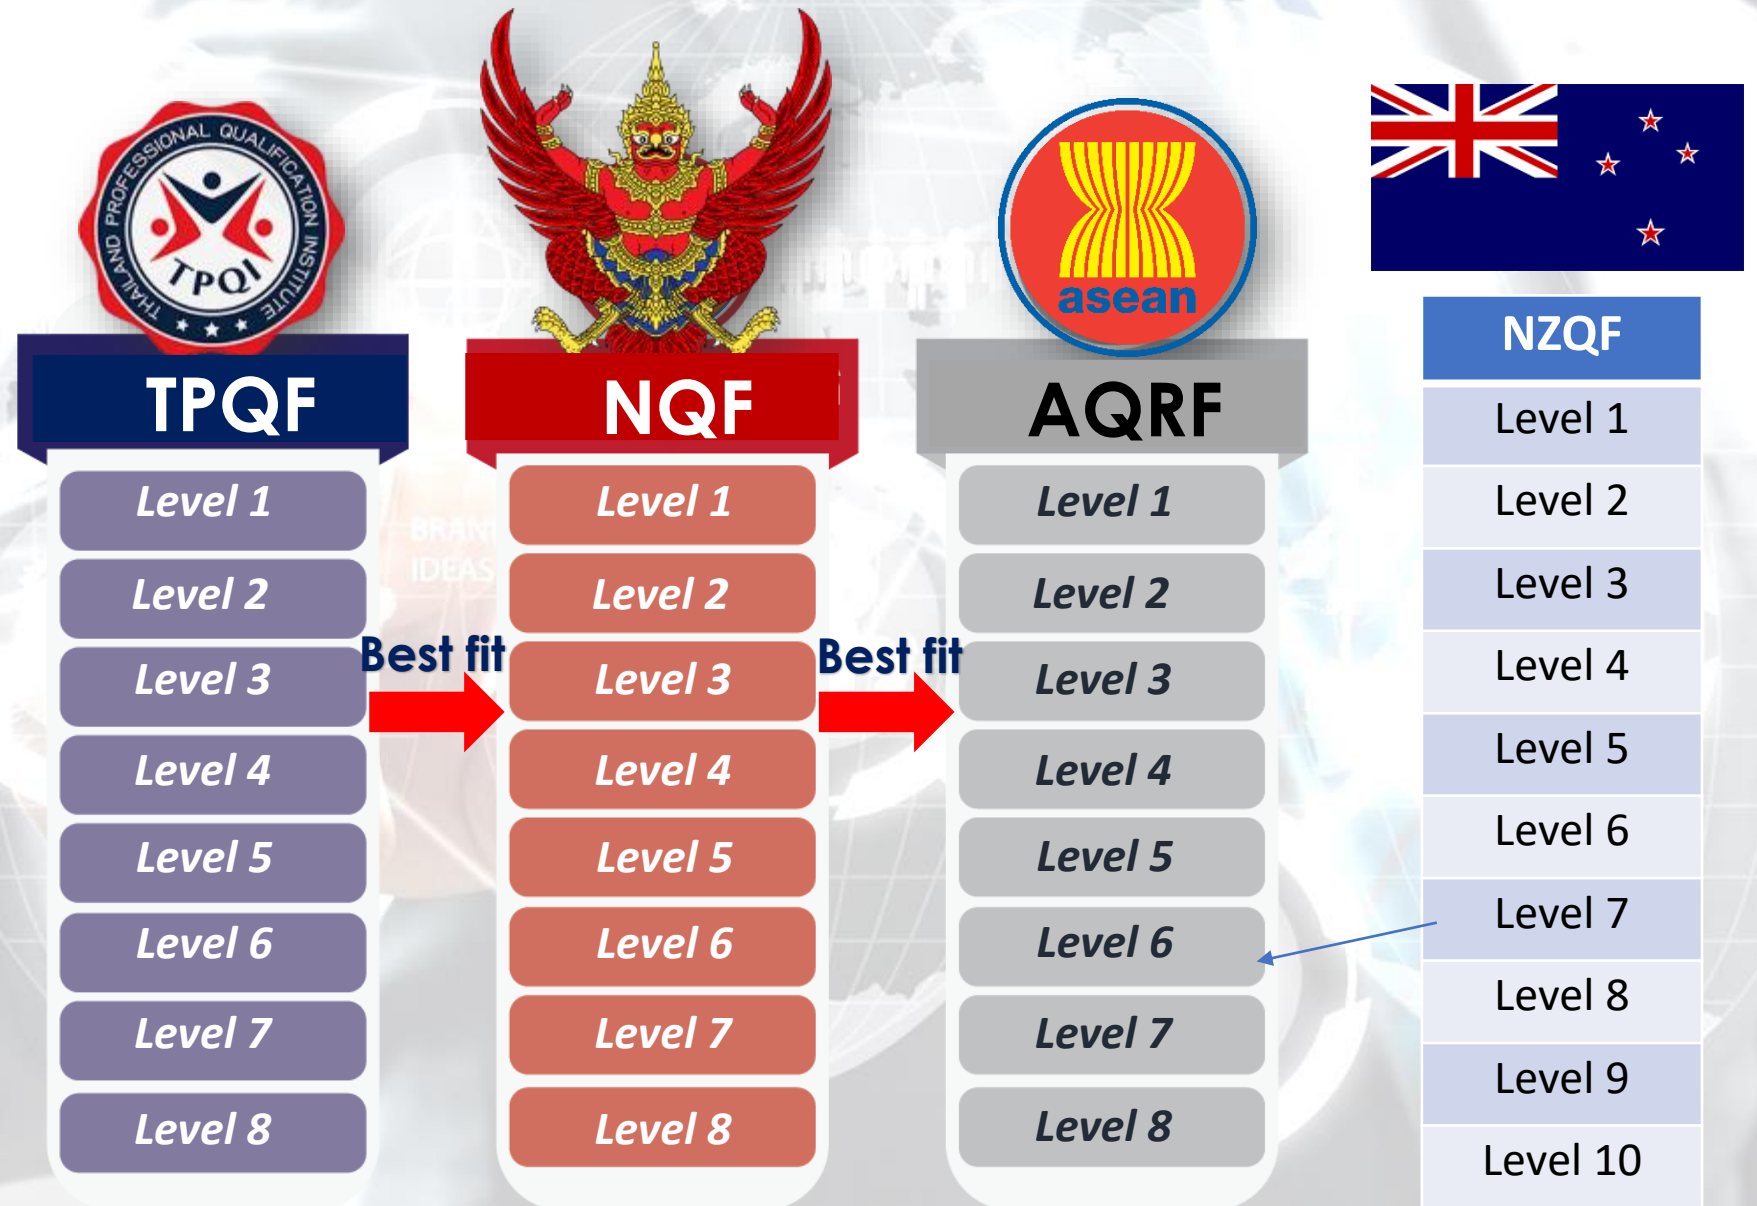 THAILAND PROFESSIONAL QUALIFICATION INSTITUTE
TPQI
asean
TPQF
NQF
AQRF
NZQF
Level 1
Level 2
Level 3
Level 4
Level 5
Level 6
Level 7
Level 8
Best fit
Level 1
Level 2
Level 3
Level 4
Level 5
Level 6
Level 7
Level 8
Best fit
Level 1
Level 2
Level 3
Level 4
Level 5
Level 6
Level 7
Level 8
Level 1
Level 2
Level 3
Level 4
Level 5
Level 6
Level 7
Level 8
Level 9
Level 10
BRAN
IDEAS